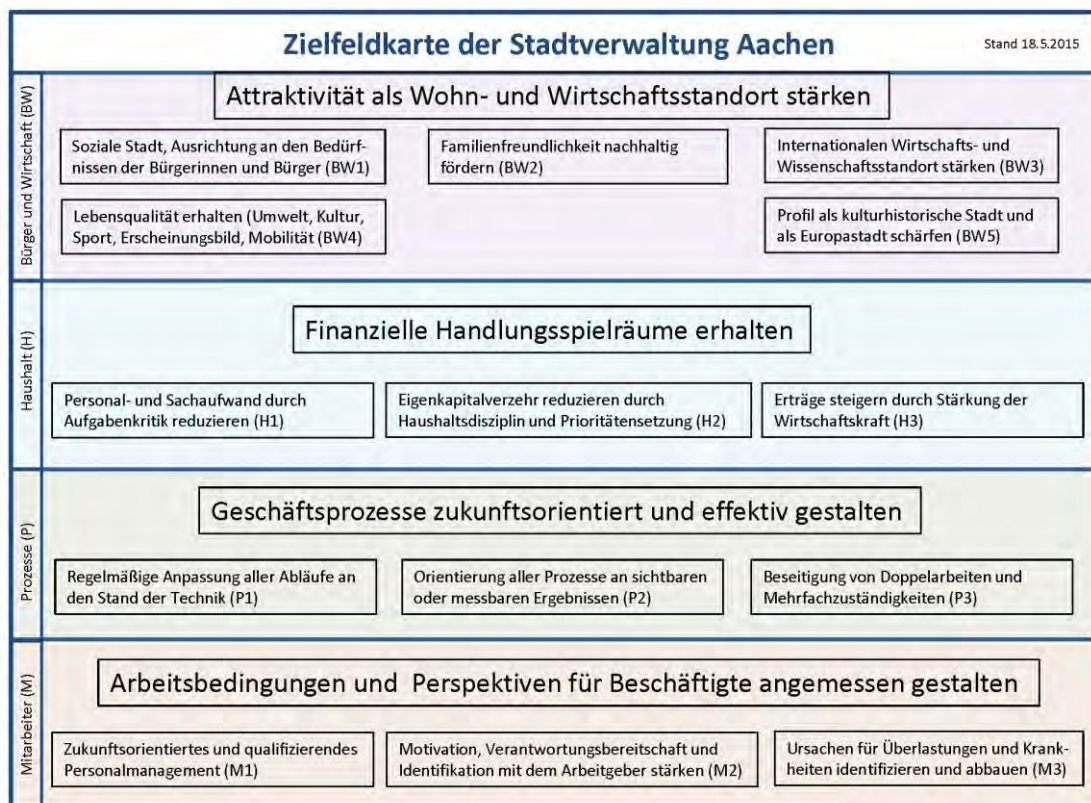 Zielfeldkarte der Stadtverwaltung Aachen
Stand 18.5.2015
Bürger und Wirtschaft (BW)
Attraktivität als Wohn- und Wirtschaftsstandort stärken
Soziale Stadt, Ausrichtung an den Bedürf-
nissen der Bürgerinnen und Bürger (BW1)
Familienfreundlichkeit nachhaltig
fördern (BW2)
Internationalen Wirtschafts- und
Wissenschaftsstandort stärken (BW3)
Lebensqualität erhalten (Umwelt, Kultur,
Sport, Erscheinungsbild, Mobilität (BW4)
Profil als kulturhistorische Stadt und
als Europastadt schärfen (BW5)
Haushalt (H)
Finanzielle Handlungsspielräume erhalten
Personal- und Sachaufwand durch
Aufgabenkritik reduzieren (H1)
Eigenkapitalverzehr reduzieren durch
Haushaltsdisziplin und Prioritätensetzung (H2)
Erträge steigern durch Stärkung der
Wirtschaftskraft (H3)
Prozesse (P)
Geschäftsprozesse zukunftsorientiert und effektiv gestalten
Regelmäßige Anpassung aller Abläufe an
den Stand der Technik (P1)
Orientierung aller Prozesse an sichtbaren
oder messbaren Ergebnissen (P2)
Beseitigung von Doppelarbeiten und
Mehrfachzuständigkeiten (P3)
Mitarbeiter (M)
Arbeitsbedingungen und Perspektiven für Beschäftigte angemessen gestalten
Zukunftsorientiertes und qualifizierendes
Personalmanagement (M1)
Motivation, Verantwortungsbereitschaft und
Identifikation mit dem Arbeitgeber stärken (M2)
Ursachen für Überlastungen und Krank-
heiten identifizieren und abbauen (M3)